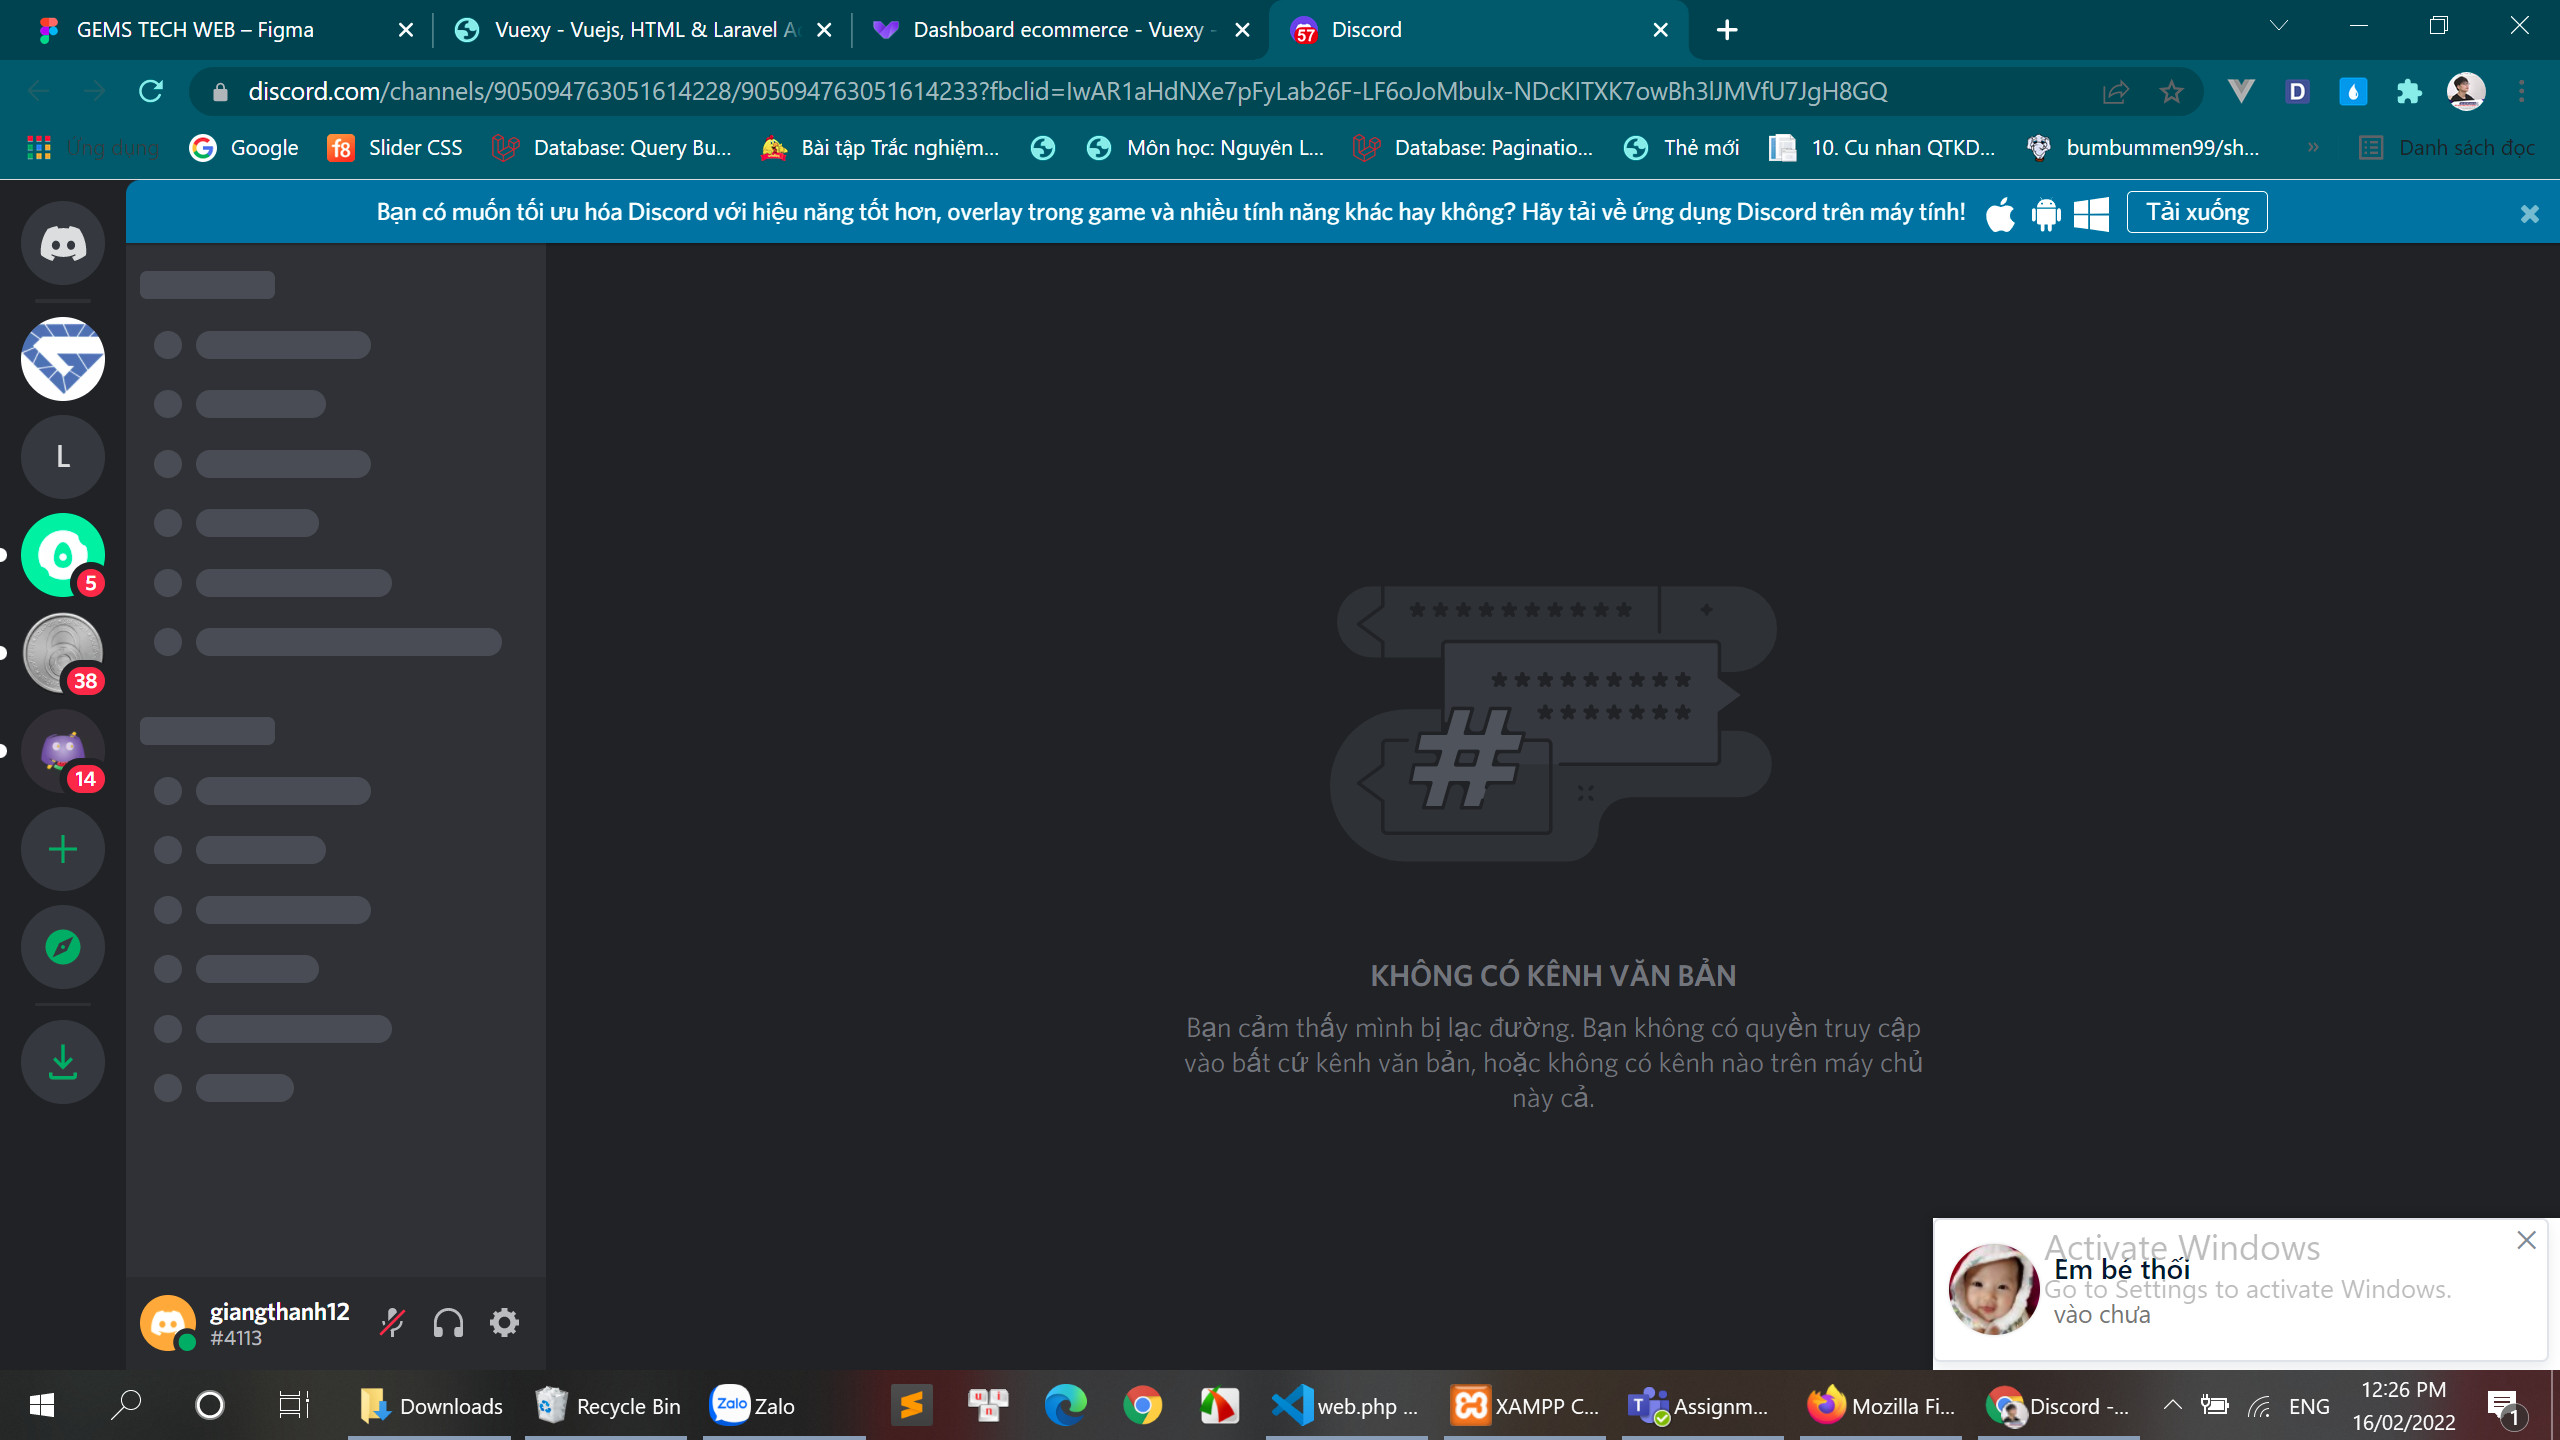 GEMS TECH WEB – Figma
Vuexy - Vuejs, HTML & Laravel A
Dashboard ecommerce - Vuexy -
57
Discord
discord.com/channels/905094763051614228/905094763051614233?fbclid=IwAR1aHdNXe7pFyLab26F-LF6oJoMbulx-NDcKITXK7owBh3lJMVfU7JgH8GQ
D
Ứng dụng
Google
f8
Slider CSS
Database: Query Bu...
Bài tập Trắc nghiệm...
Môn học: Nguyên L...
Database: Paginatio...
Thẻ mới
10. Cu nhan QTKD...
bumbummen99/sh...
»
Danh sách đọc
Bạn có muốn tối ưu hóa Discord với hiệu năng tốt hơn, overlay trong game và nhiều tính năng khác hay không? Hãy tải về ứng dụng Discord trên máy tính!
Tải xuống
L
5
38
14
**********
*********
*******
#
KHÔNG CÓ KÊNH VĂN BẢN
Bạn cảm thấy mình bị lạc đường. Bạn không có quyền truy cập
vào bất cứ kênh văn bản, hoặc không có kênh nào trên máy chủ
này cả.
Activate Windows
Em bé thối
Go to Settings to activate Windows.
vào chưa
giangthanh12
#4113
Downloads
Recycle Bin
Zalo
Zalo
u i n
web.php ...
XAMPP C...
Assignm...
Mozilla Fi...
Discord -...
ENG
12:26 PM
16/02/2022
1